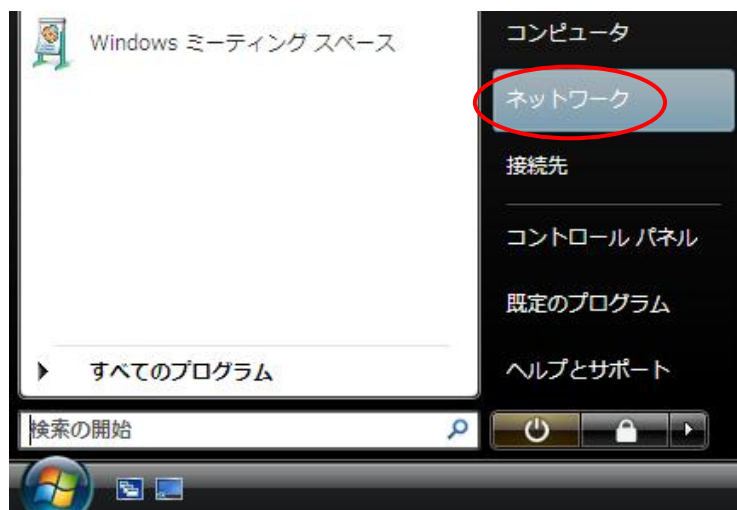 Windows ミーティング スペース
すべてのプログラム
検索の開始
コンピュータ
ネットワーク
接続先
コントロール パネル
既定のプログラム
ヘルプとサポート